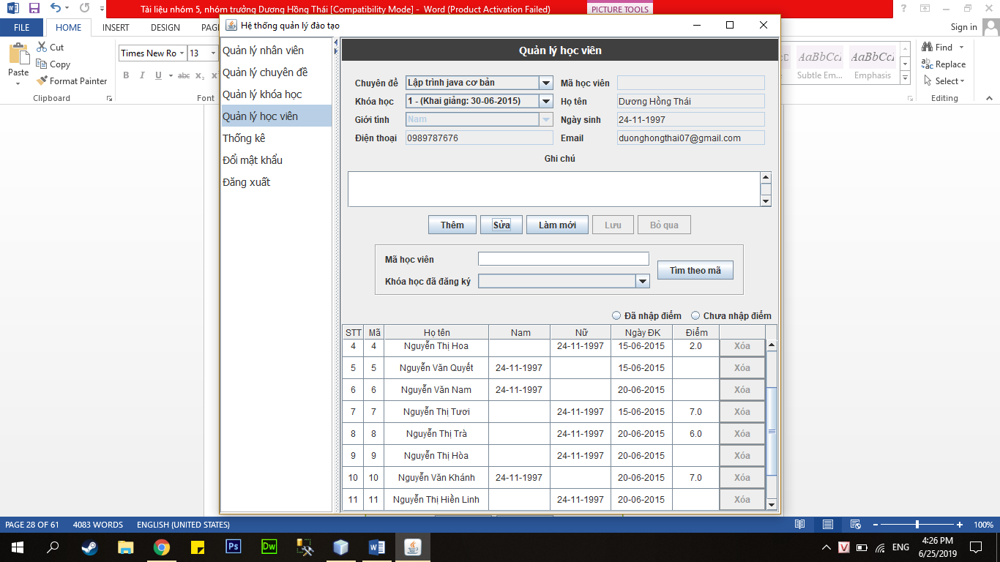 Tài liệu nhóm 5, nhóm trưởng Dương Hồng Thái [Compatibility Mode] - Word (Product Activation Failed)
PICTURE TOOLS
FILE HOME INSERT DESIGN
Sign in
Hệ thống quản lý đào tạo
Cut
Copy
Format Painter
Paste
Clipboard
Times New Ro 13
B I U abc x₂
Font
AaBbCcI AaBbCcI
Subtle Em... Emphasis
Find
Replace
Select
Editing
Quản lý nhân viên
Quản lý chuyên đề
Quản lý khóa học
Quản lý học viên
Thống kê
Đổi mật khẩu
Đăng xuất
Quản lý học viên
Chuyên đề Lập trình java cơ bản Mã học viên
Khóa học 1 - (Khai giảng: 30-06-2015) Họ tên Dương Hồng Thái
Giới tính Nam Ngày sinh 24-11-1997
Điện thoại 0989787676 Email duonghongthai07@gmail.com
Ghi chú
Thêm Sửa Làm mới Lưu Bỏ qua
Mã học viên
Khóa học đã đăng ký
Tìm theo mã
Đã nhập điểm Chưa nhập điểm
STT Mã Họ tên Nam Nữ Ngày ĐK Điểm
4 4 Nguyễn Thị Hoa 24-11-1997 15-06-2015 2.0 Xóa
5 5 Nguyễn Văn Quyết 24-11-1997 15-06-2015 Xóa
6 6 Nguyễn Văn Nam 24-11-1997 20-06-2015 Xóa
7 7 Nguyễn Thị Tươi 24-11-1997 15-06-2015 7.0 Xóa
8 8 Nguyễn Thị Trà 24-11-1997 20-06-2015 6.0 Xóa
9 9 Nguyễn Thị Hòa 24-11-1997 20-06-2015 Xóa
10 10 Nguyễn Văn Khánh 24-11-1997 20-06-2015 7.0 Xóa
11 11 Nguyễn Thị Hiền Linh 24-11-1997 20-06-2015 Xóa
PAGE 28 OF 61 4083 WORDS ENGLISH (UNITED STATES)
100%
Ps Dw
ENG
4:26 PM
6/25/2019